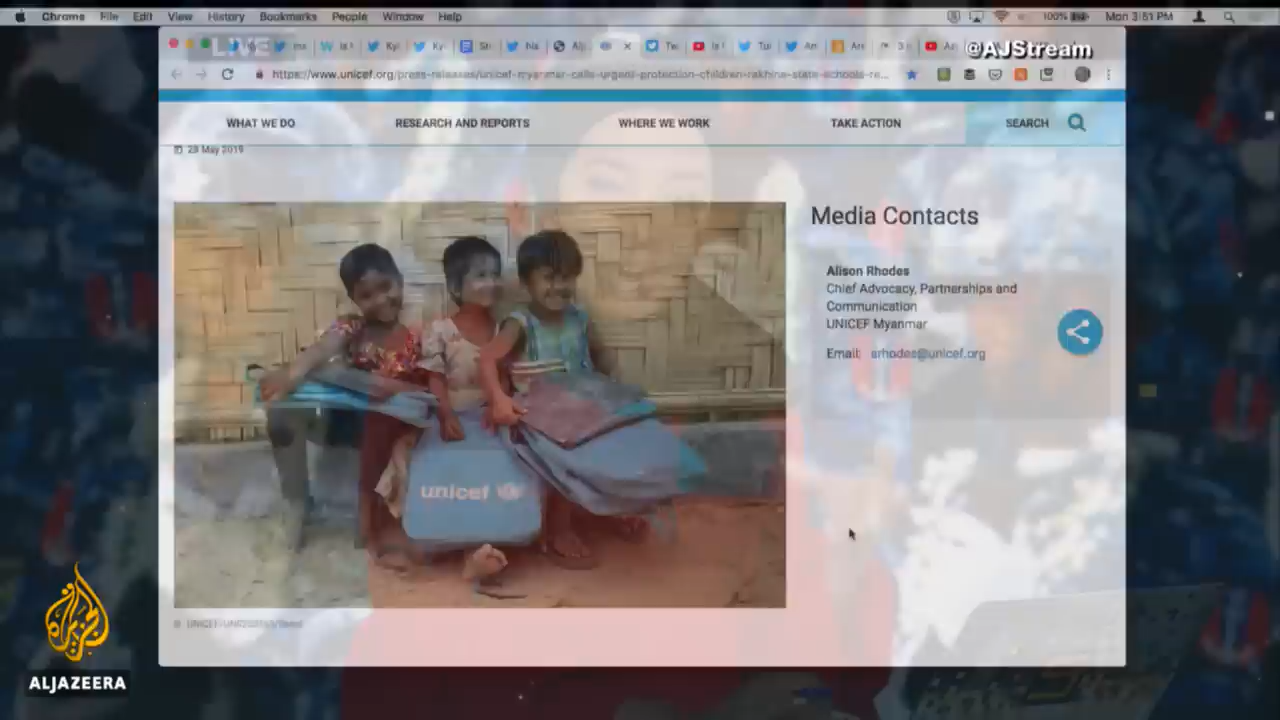 Chrome File Edit View History Bookmarks People Window Help
100%
Mon 3:51 PM
LIVE
@AJStream
https://www.unicef.org/press-releases/unicef-myanmar-calls-urgent-protection-children-rakhine-state-schools-re...
WHAT WE DO
RESEARCH AND REPORTS
WHERE WE WORK
TAKE ACTION
SEARCH
Media Contacts
Alison Rhodes
Chief Advocacy, Partnerships and
Communication
UNICEF Myanmar
Email: arhodes@unicef.org
unicef
ALJAZEERA